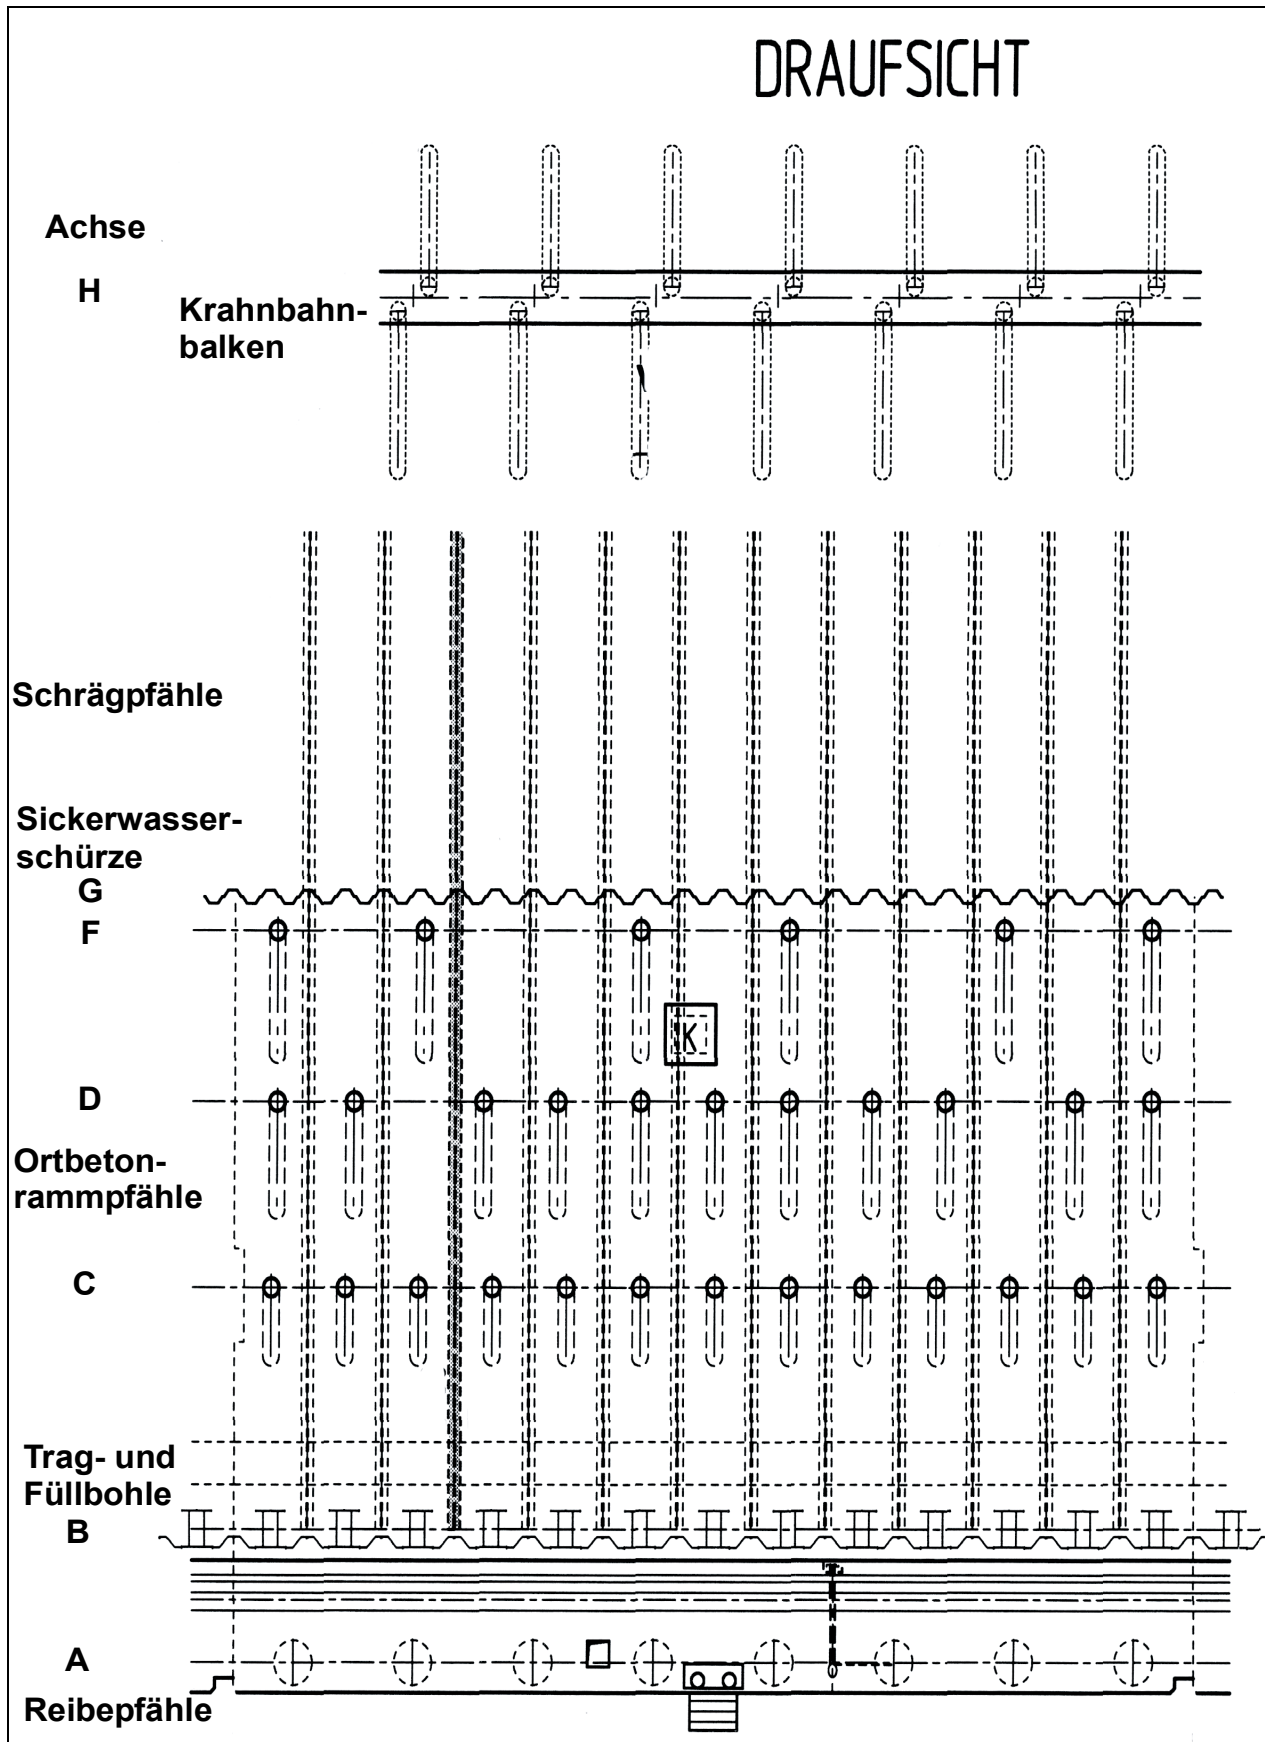 DRAUFSICHT
Achse
H
Krahnbahn-
balken
Schrägpfähle
Sickerwasser-
schürze
G
F
K
D
Ortbeton-
rammpfähle
C
Trag- und
Füllbohle
B
A
Reibepfähle